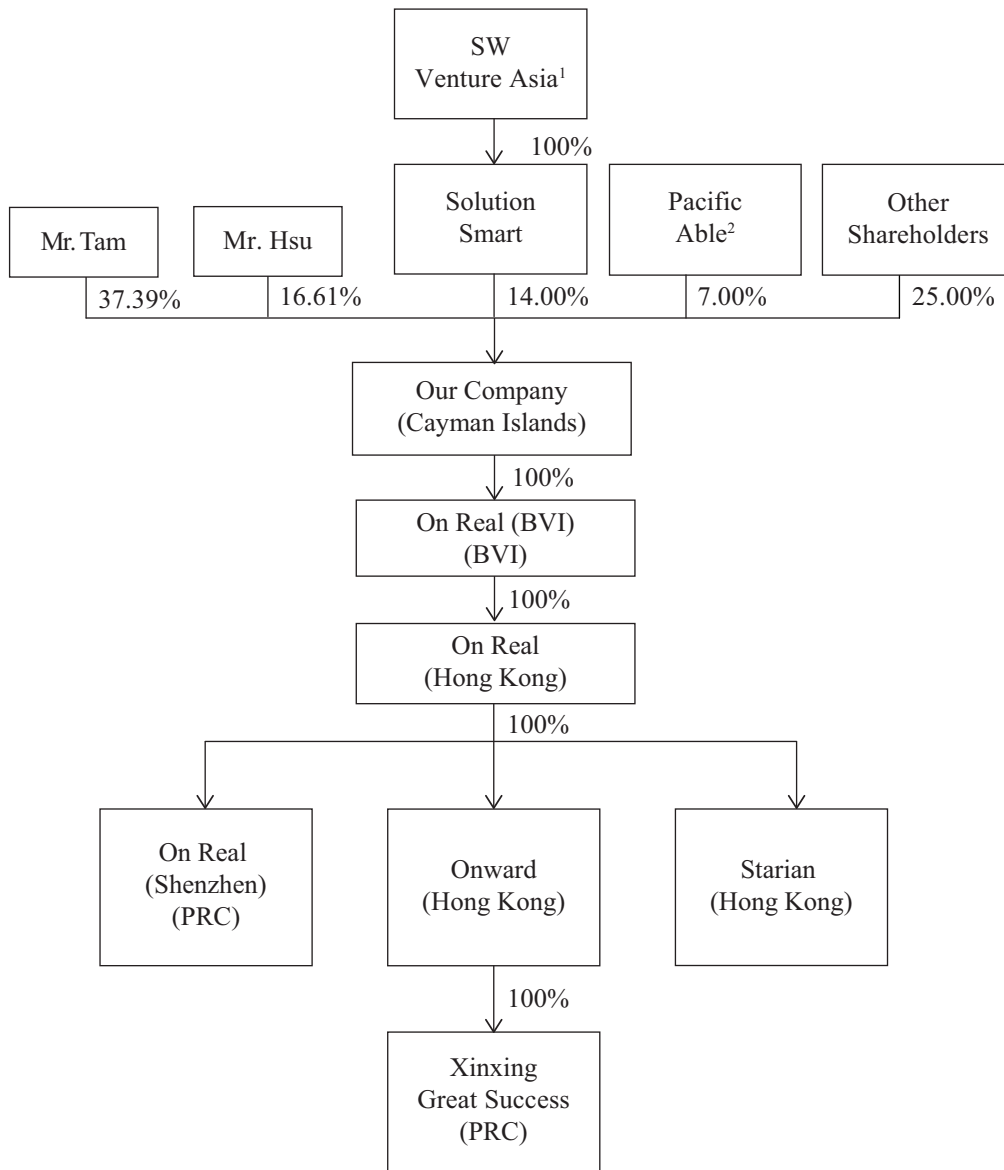 SW
Venture Asia¹
100%
Mr. Tam
Mr. Hsu
Solution
Smart
Pacific
Able²
Other
Shareholders
37.39%
16.61%
14.00%
7.00%
25.00%
Our Company
(Cayman Islands)
100%
On Real (BVI)
(BVI)
100%
On Real
(Hong Kong)
100%
On Real
(Shenzhen)
(PRC)
Onward
(Hong Kong)
Starian
(Hong Kong)
100%
Xinxing
Great Success
(PRC)